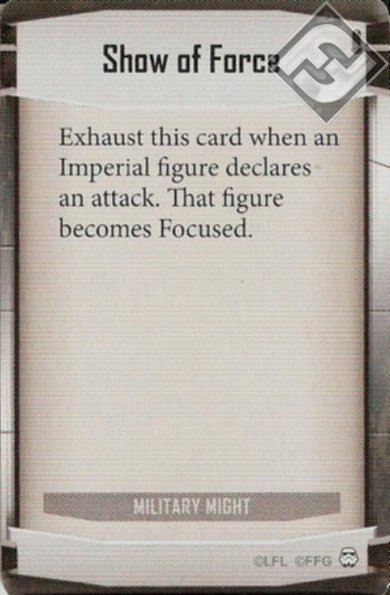 Show of Force
Exhaust this card when an
Imperial figure declares
an attack. That figure
becomes Focused.
MILITARY MIGHT
©LFL ©FFG